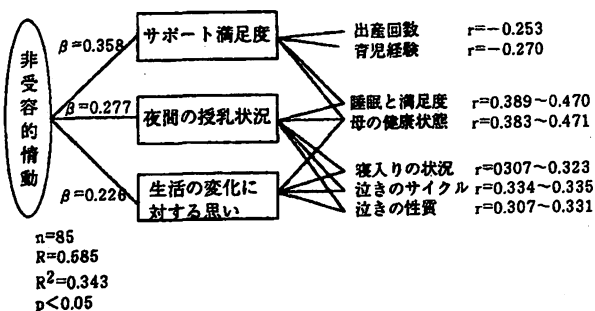 非受容的情動
β=0.358
β=0.277
β=0.226
サポート満足度
夜間の授乳状況
生活の変化に
対する思い
出産回数 r=-0.253
育児経験 r=-0.270
睡眠と満足度 r=0.389～0.470
母の健康状態 r=0.383～0.471
寝入りの状況 r=0307～0.323
泣きのサイクル r=0.334～0.335
泣きの性質 r=0.307～0.331
n=85
R=0.585
R²=0.343
p<0.05